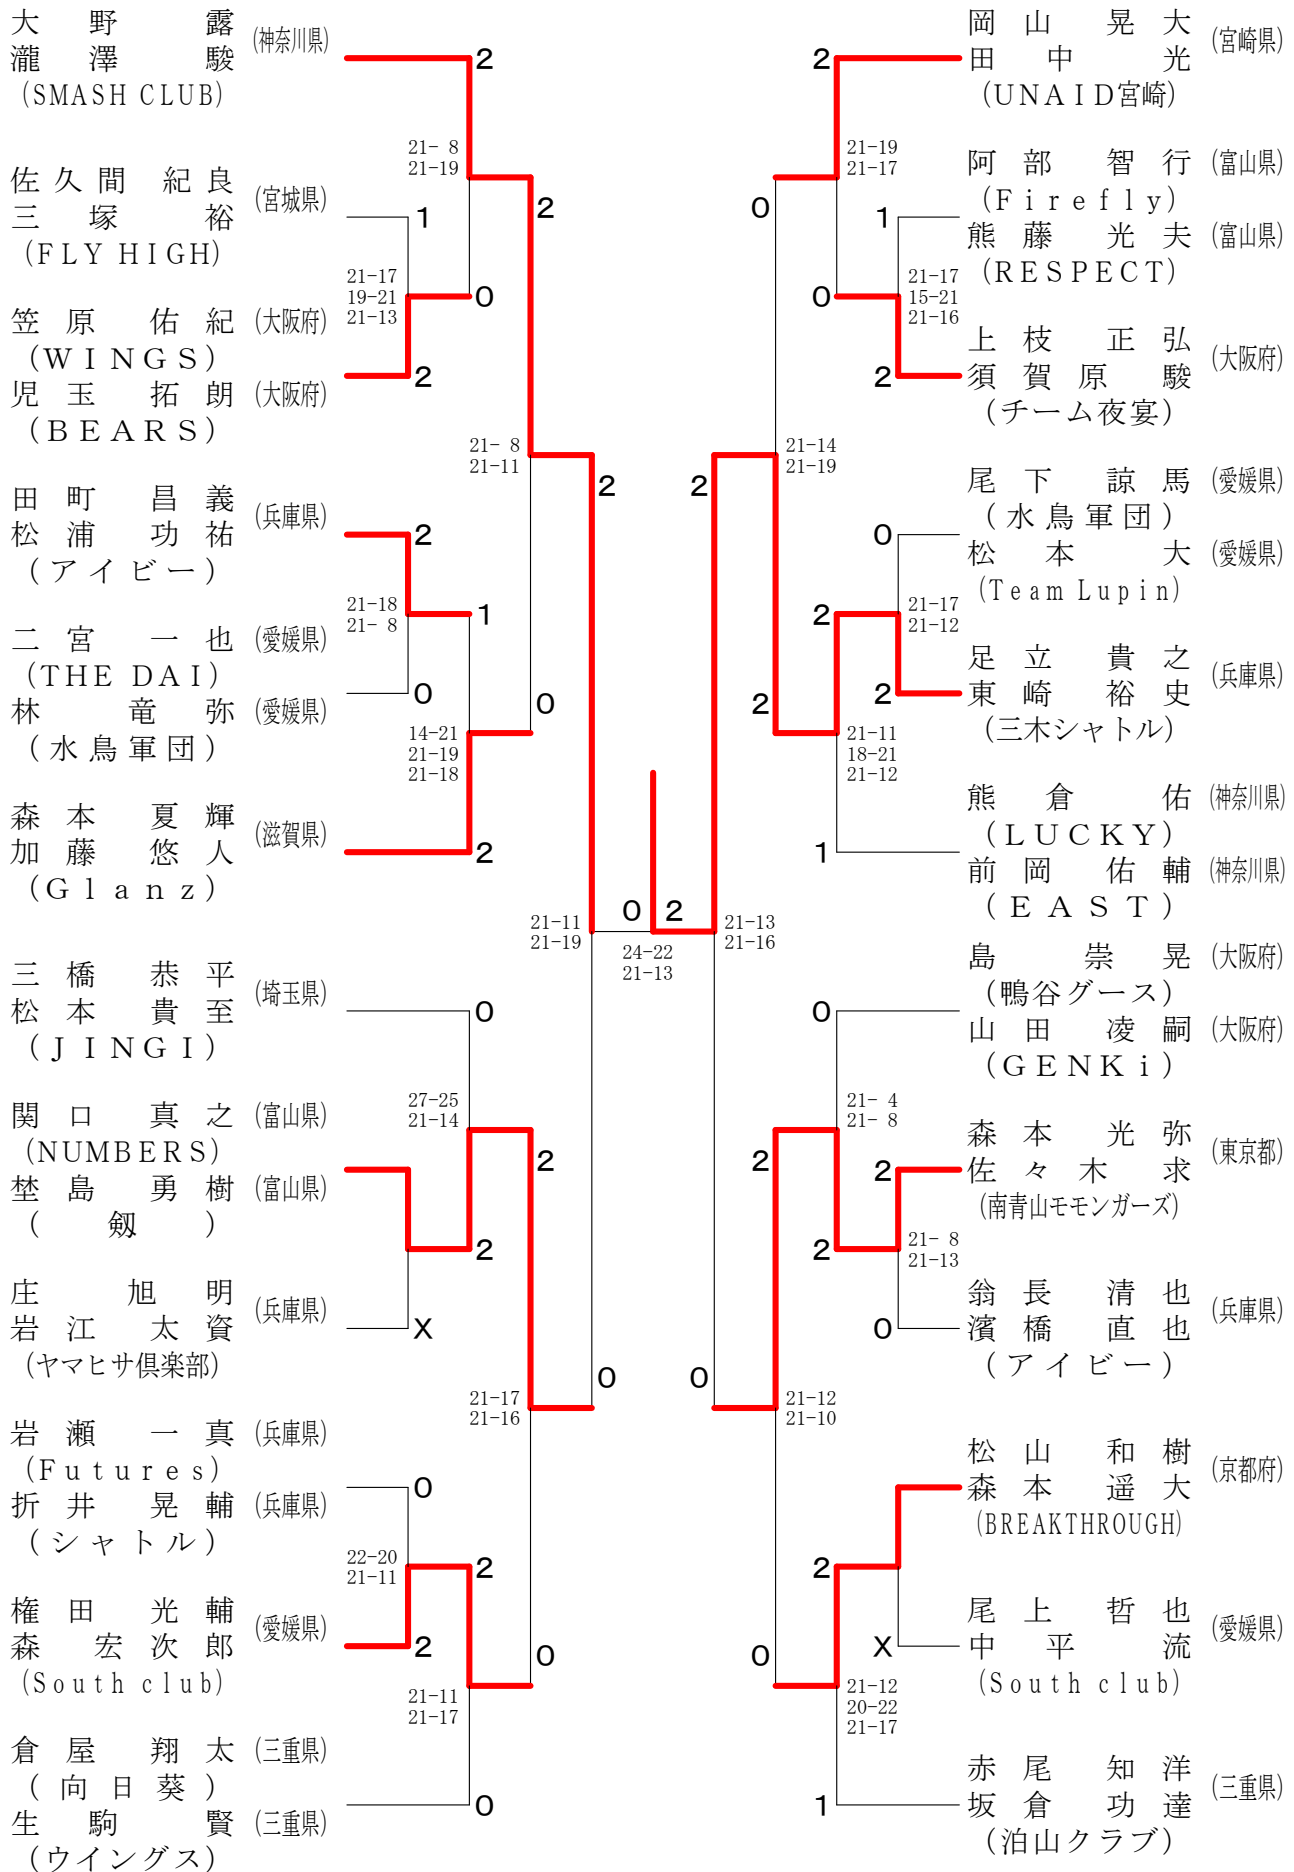 大野 露
瀧澤 駿
(神奈川県)
(SMASH CLUB)
2
21- 8
21-19
佐久間 紀良
三塚 裕
(宮城県)
(FLY HIGH)
1
2
21-17
19-21
21-13
0
笠原 佑紀 (大阪府)
(WINGS)
児玉 拓朗 (大阪府)
(BEARS)
2
21- 8
21-11
2
田町 昌義
松浦 功祐
(兵庫県)
(アイビー)
2
21-18
21- 8
1
二宮 一也 (愛媛県)
(THE DAI)
林 竜弥 (愛媛県)
(水鳥軍団)
0
0
14-21
21-19
21-18
森本 夏輝
加藤 悠人
(滋賀県)
(Glanz)
2
21-11
21-19
三橋 恭平
松本 貴至
(埼玉県)
(JINGI)
0
27-25
21-14
関口 真之 (富山県)
(NUMBERS)
埜島 勇樹 (富山県)
(剱)
2
2
庄 旭明
岩江 太資
(兵庫県)
(ヤマヒサ倶楽部)
X
21-17
21-16
0
岩瀬 一真 (兵庫県)
(Futures)
折井 晃輔 (兵庫県)
(シャトル)
0
22-20
21-11
2
権田 光輔
森 宏次郎
(愛媛県)
(South club)
2
0
21-11
21-17
倉屋 翔太 (三重県)
(向日葵)
生駒 賢 (三重県)
(ウイングス)
0
0 2
24-22
21-13
岡山 晃大
田中 光
(宮崎県)
(UNAID宮崎)
2
21-19
21-17
阿部 智行 (富山県)
(Firefly)
熊藤 光夫 (富山県)
(RESPECT)
1
0
21-17
15-21
21-16
0
上枝 正弘
須賀原 駿
(大阪府)
(チーム夜宴)
2
21-14
21-19
2
尾下 諒馬 (愛媛県)
(水鳥軍団)
松本 大 (愛媛県)
(Team Lupin)
0
21-17
21-12
2
足立 貴之
東崎 裕史
(兵庫県)
(三木シャトル)
2
2
21-11
18-21
21-12
熊倉 佑 (神奈川県)
(LUCKY)
前岡 佑輔 (神奈川県)
(EAST)
1
21-13
21-16
島 崇晃 (大阪府)
(鴨谷グース)
山田 凌嗣 (大阪府)
(GENKi)
0
21- 4
21- 8
森本 光弥
佐々木 求
(東京都)
(南青山モモンガーズ)
2
2
21- 8
21-13
2
翁長 清也
濱橋 直也
(兵庫県)
(アイビー)
0
0
21-12
21-10
松山 和樹
森本 遥大
(京都府)
(BREAKTHROUGH)
2
尾上 哲也
中平 流
(愛媛県)
(South club)
X
0
21-12
20-22
21-17
赤尾 知洋
坂倉 功達
(三重県)
(泊山クラブ)
1